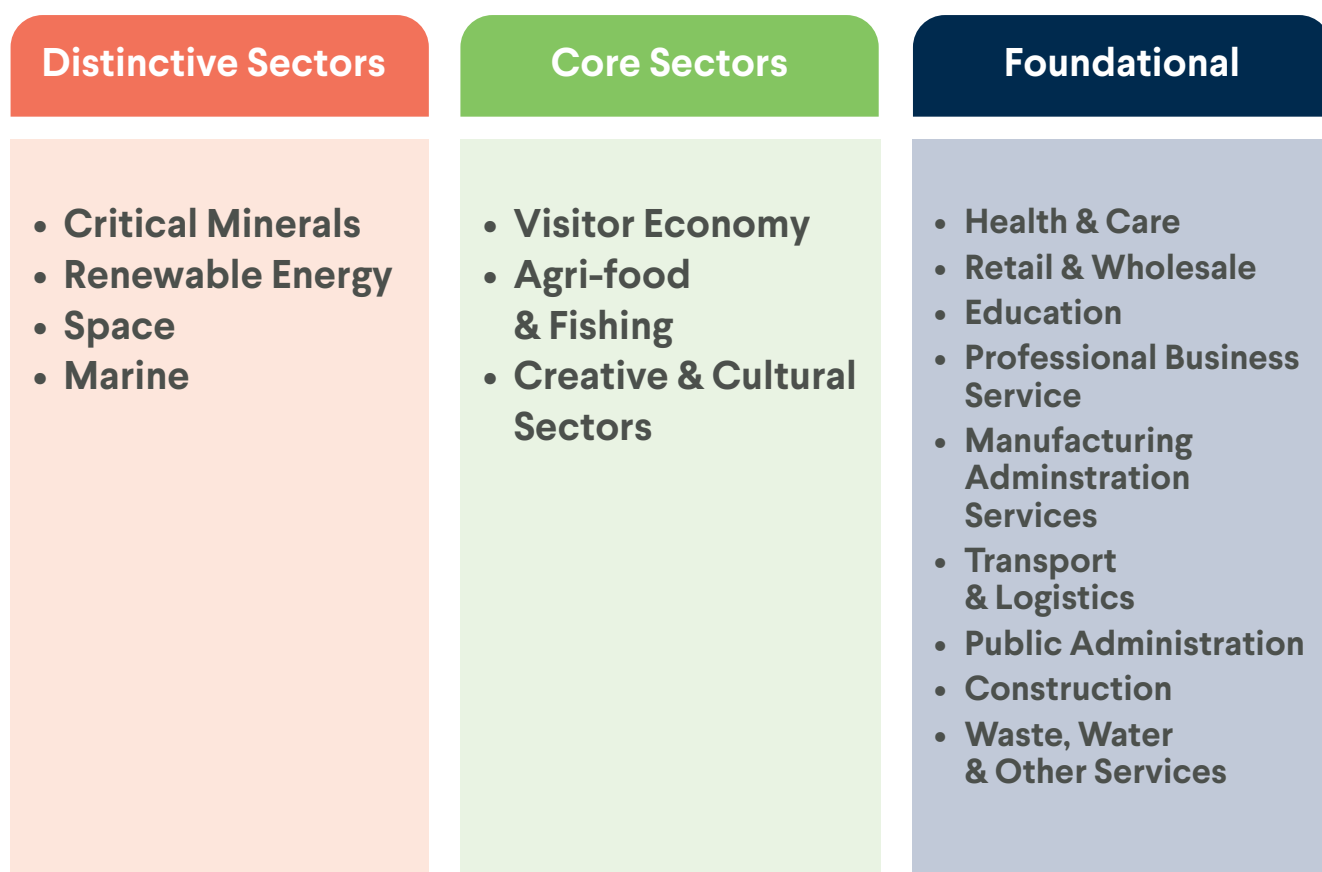 Distinctive Sectors
• Critical Minerals
• Renewable Energy
• Space
• Marine
Core Sectors
• Visitor Economy
• Agri-food
& Fishing
• Creative & Cultural
Sectors
Foundational
• Health & Care
• Retail & Wholesale
• Education
• Professional Business
Service
• Manufacturing
Adminstration
Services
• Transport
& Logistics
• Public Administration
• Construction
• Waste, Water
& Other Services